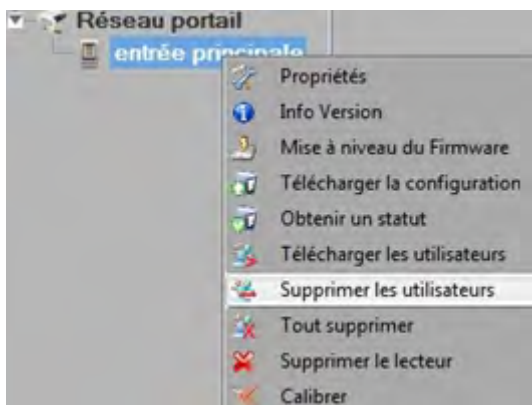 Réseau portail
entrée principale
Propriétés
Info Version
Mise à niveau du Firmware
Télécharger la configuration
Obtenir un statut
Télécharger les utilisateurs
Supprimer les utilisateurs
Tout supprimer
Supprimer le lecteur
Calibrer